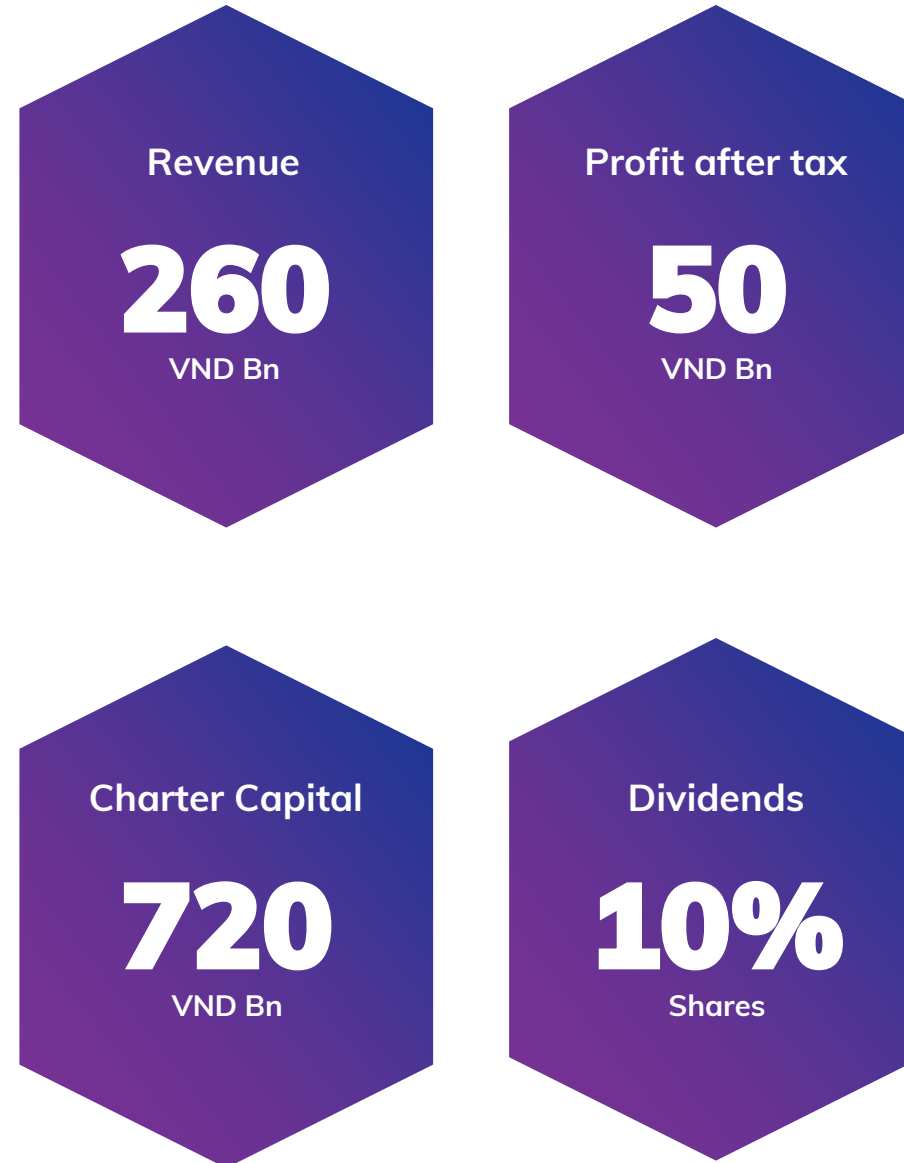 Revenue
260
VND Bn
Profit after tax
50
VND Bn
Charter Capital
720
VND Bn
Dividends
10%
Shares